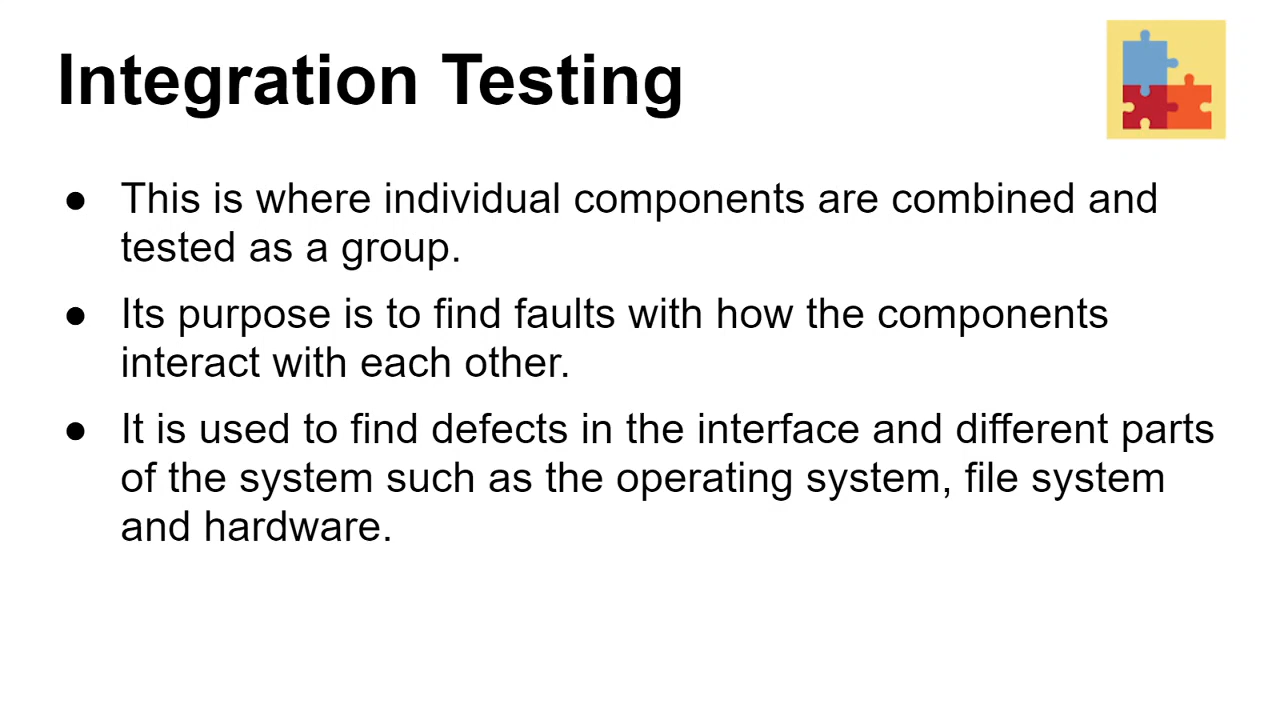 Integration Testing
● This is where individual components are combined and
tested as a group.
● Its purpose is to find faults with how the components
interact with each other.
● It is used to find defects in the interface and different parts
of the system such as the operating system, file system
and hardware.